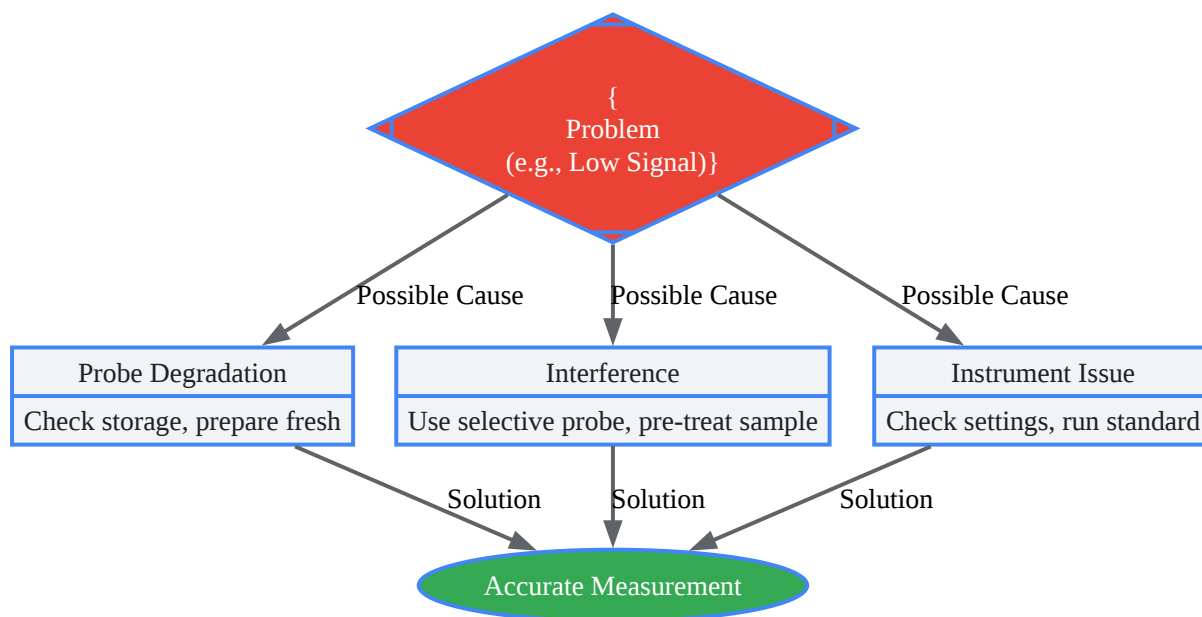 {
Problem
(e.g., Low Signal)}
Possible Cause
Possible Cause
Possible Cause
Probe Degradation
Check storage, prepare fresh
Interference
Use selective probe, pre-treat sample
Instrument Issue
Check settings, run standard
Solution
Solution
Solution
Accurate Measurement